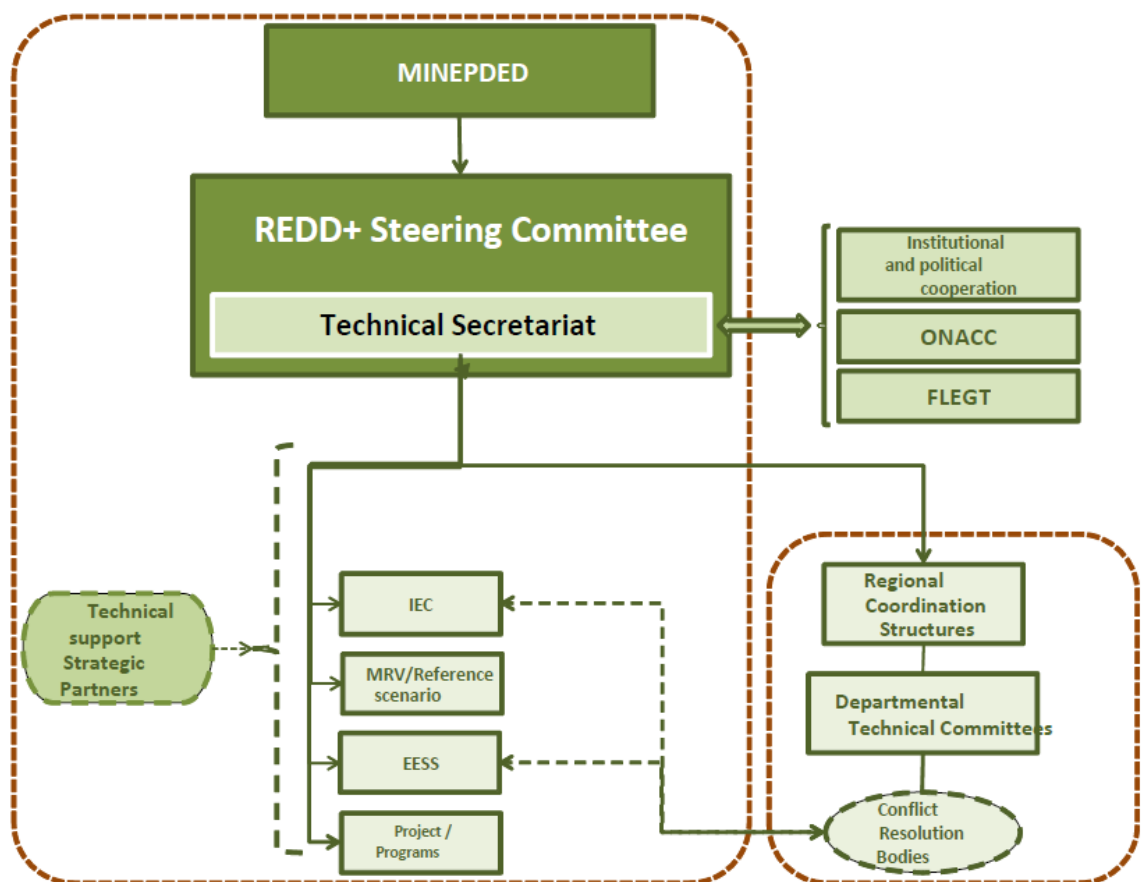 MINEPDED
REDD+ Steering Committee
Technical Secretariat
Institutional
and political
cooperation
ONACC
FLEGT
Technical
support
Strategic
Partners
IEC
MRV/Reference
scenario
EESS
Project /
Programs
Regional
Coordination
Structures
Departmental
Technical Committees
Conflict
Resolution
Bodies